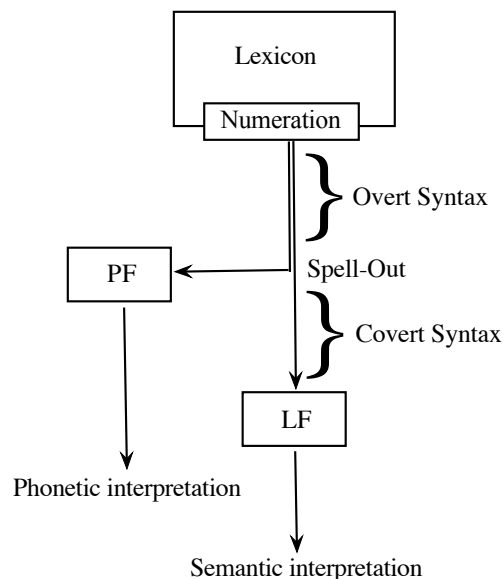 Lexicon
Numeration
Overt Syntax
PF
Spell-Out
Covert Syntax
LF
Phonetic interpretation
Semantic interpretation